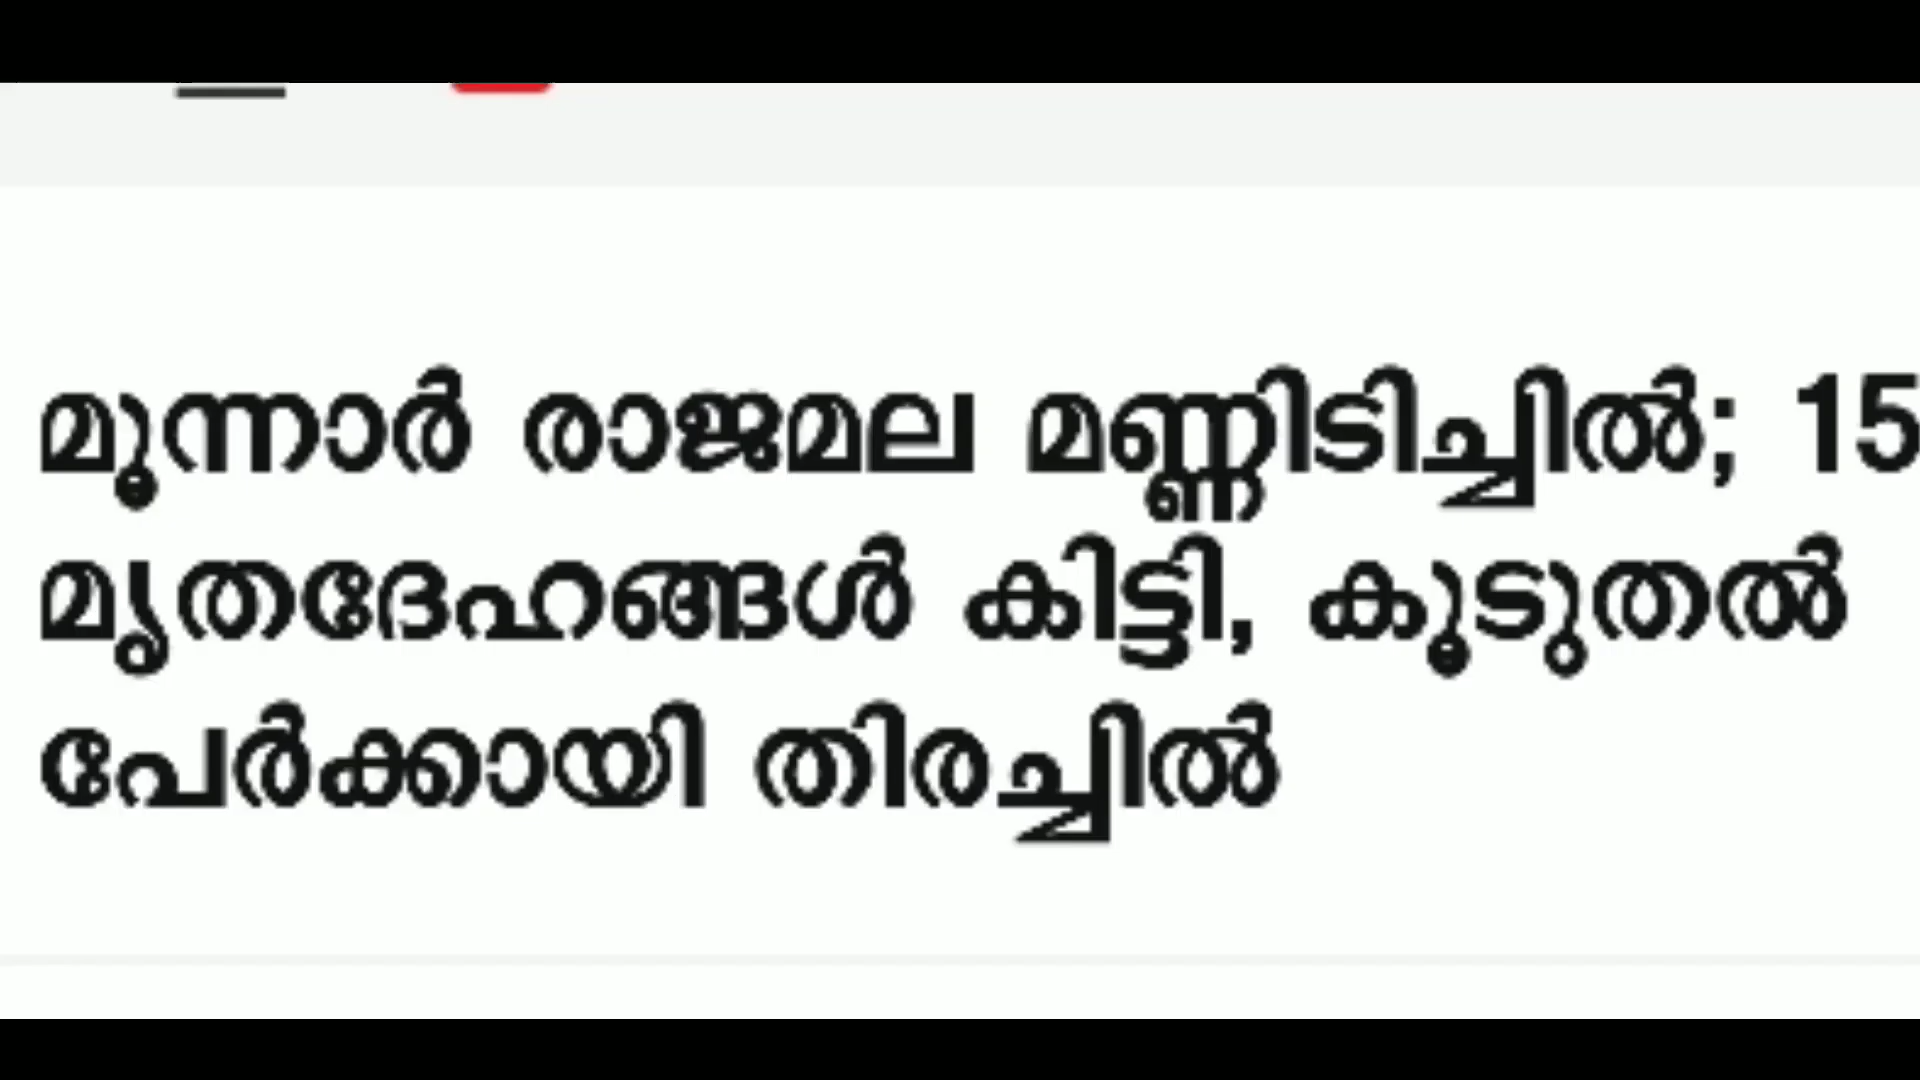 മൂന്നാർ രാജമല മണ്ണിടിച്ചിൽ; 15
മൃതദേഹങ്ങൾ കിട്ടി, കൂടുതൽ
പേർക്കായി തിരച്ചിൽ